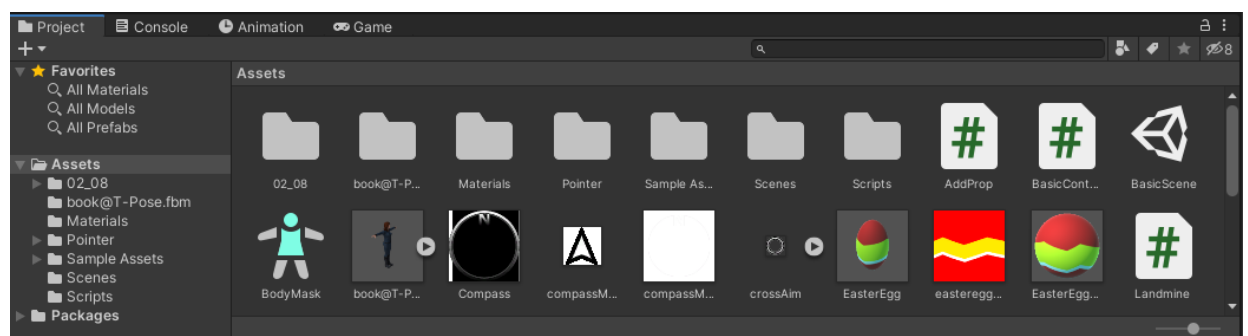 Project Console Animation Game
8
Favorites
All Materials
All Models
All Prefabs
Assets
02_08
book@T-Pose.fbm
Materials
Pointer
Sample Assets
Scenes
Scripts
Packages
Assets
02_08 book@T-P... Materials Pointer Sample As... Scenes Scripts AddProp BasicCont... BasicScene
N
BodyMask book@T-P... Compass compassM... compassM... crossAim EasterEgg easteregg... EasterEgg... Landmine